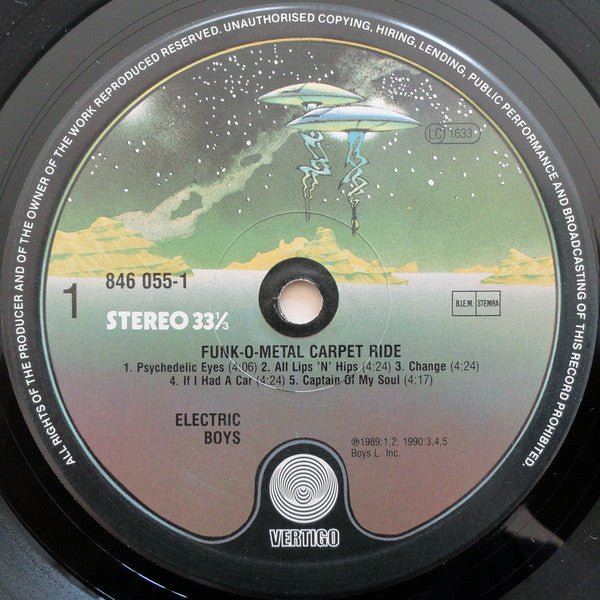 ALL RIGHTS OF THE PRODUCER AND OF THE OWNER OF THE WORK REPRODUCED RESERVED. UNAUTHORISED COPYING, HIRING, LENDING, PUBLIC PERFORMANCE AND BROADCASTING OF THIS RECORD PROHIBITED.
LC 1633
1
846 055-1
STEREO 33⅓
B.I.E.M. STEMRA
FUNK-O-METAL CARPET RIDE
1. Psychedelic Eyes (4:06) 2. All Lips 'N' Hips (4:24) 3. Change (4:24)
4. If I Had A Car (4:24) 5. Captain Of My Soul (4:17)
ELECTRIC
BOYS
℗1989:1,2; 1990:3,4,5
Boys L. Inc.
VERTIGO